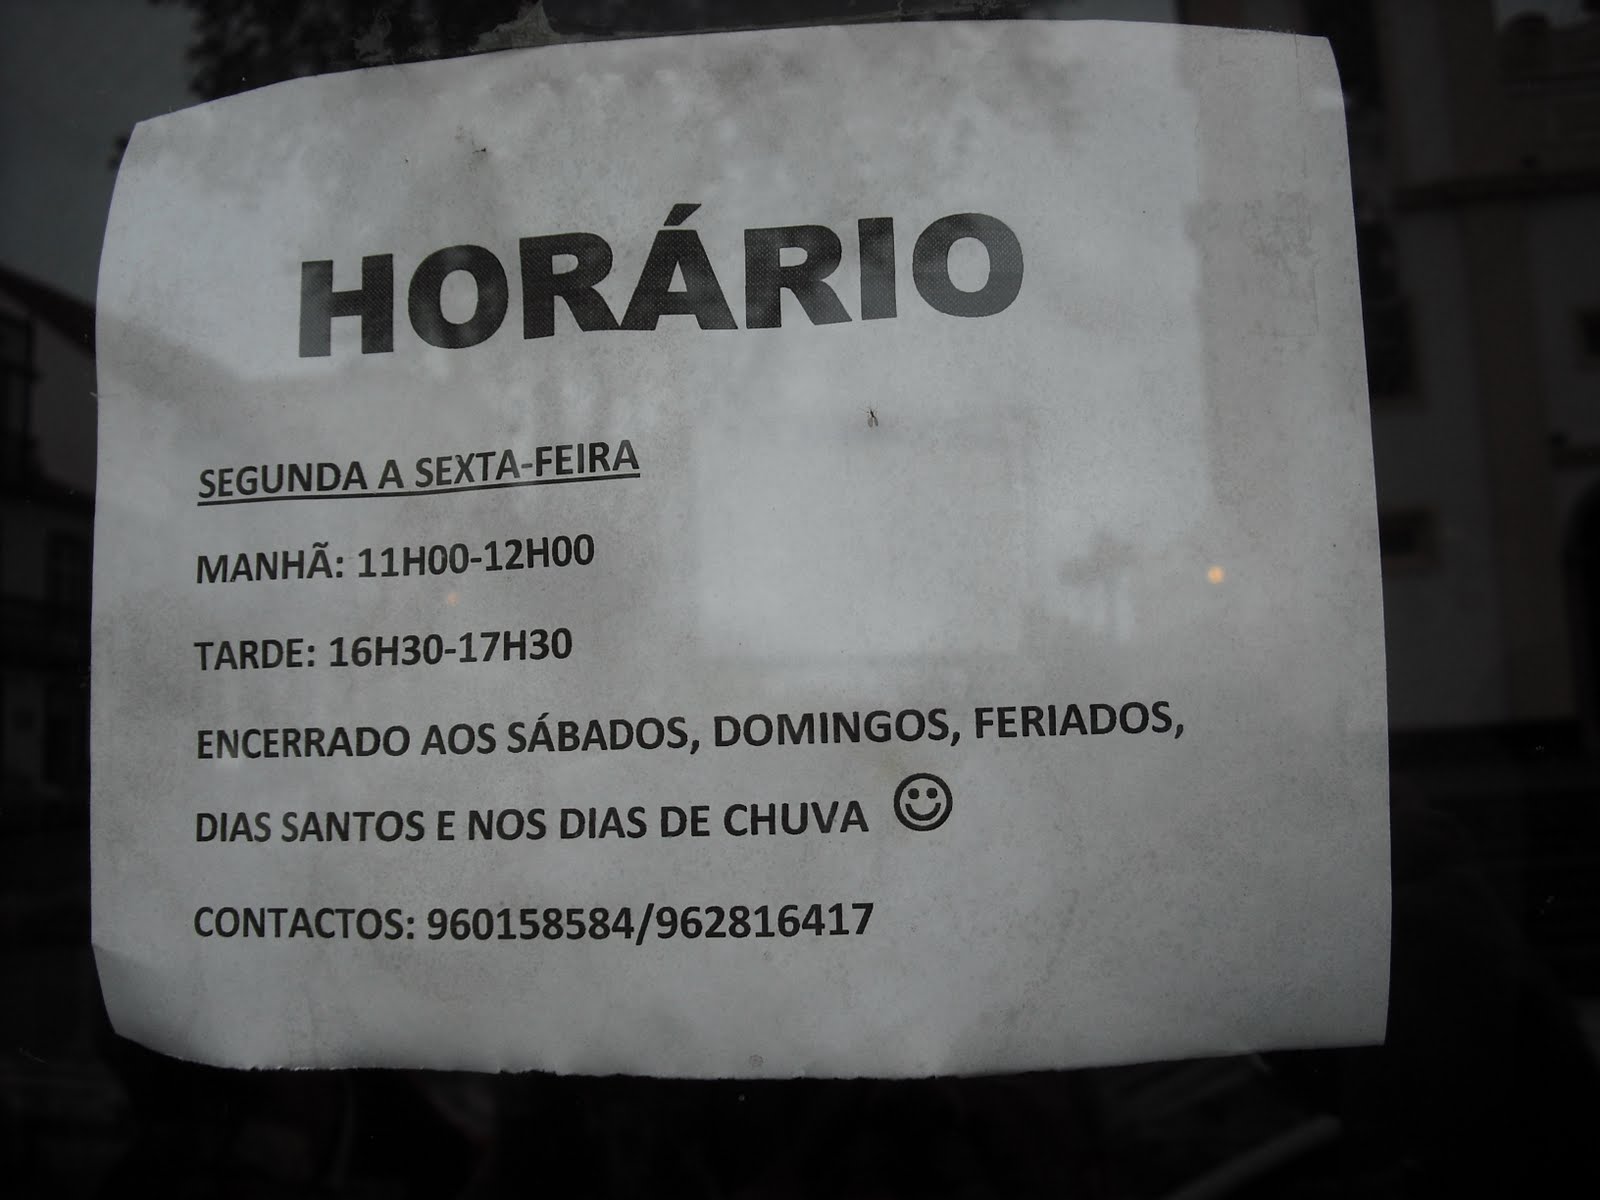 HORÁRIO
SEGUNDA A SEXTA-FEIRA
MANHÃ: 11H00-12H00
TARDE: 16H30-17H30
ENCERRADO AOS SÁBADOS, DOMINGOS, FERIADOS,
DIAS SANTOS E NOS DIAS DE CHUVA ☺
CONTACTOS: 960158584/962816417